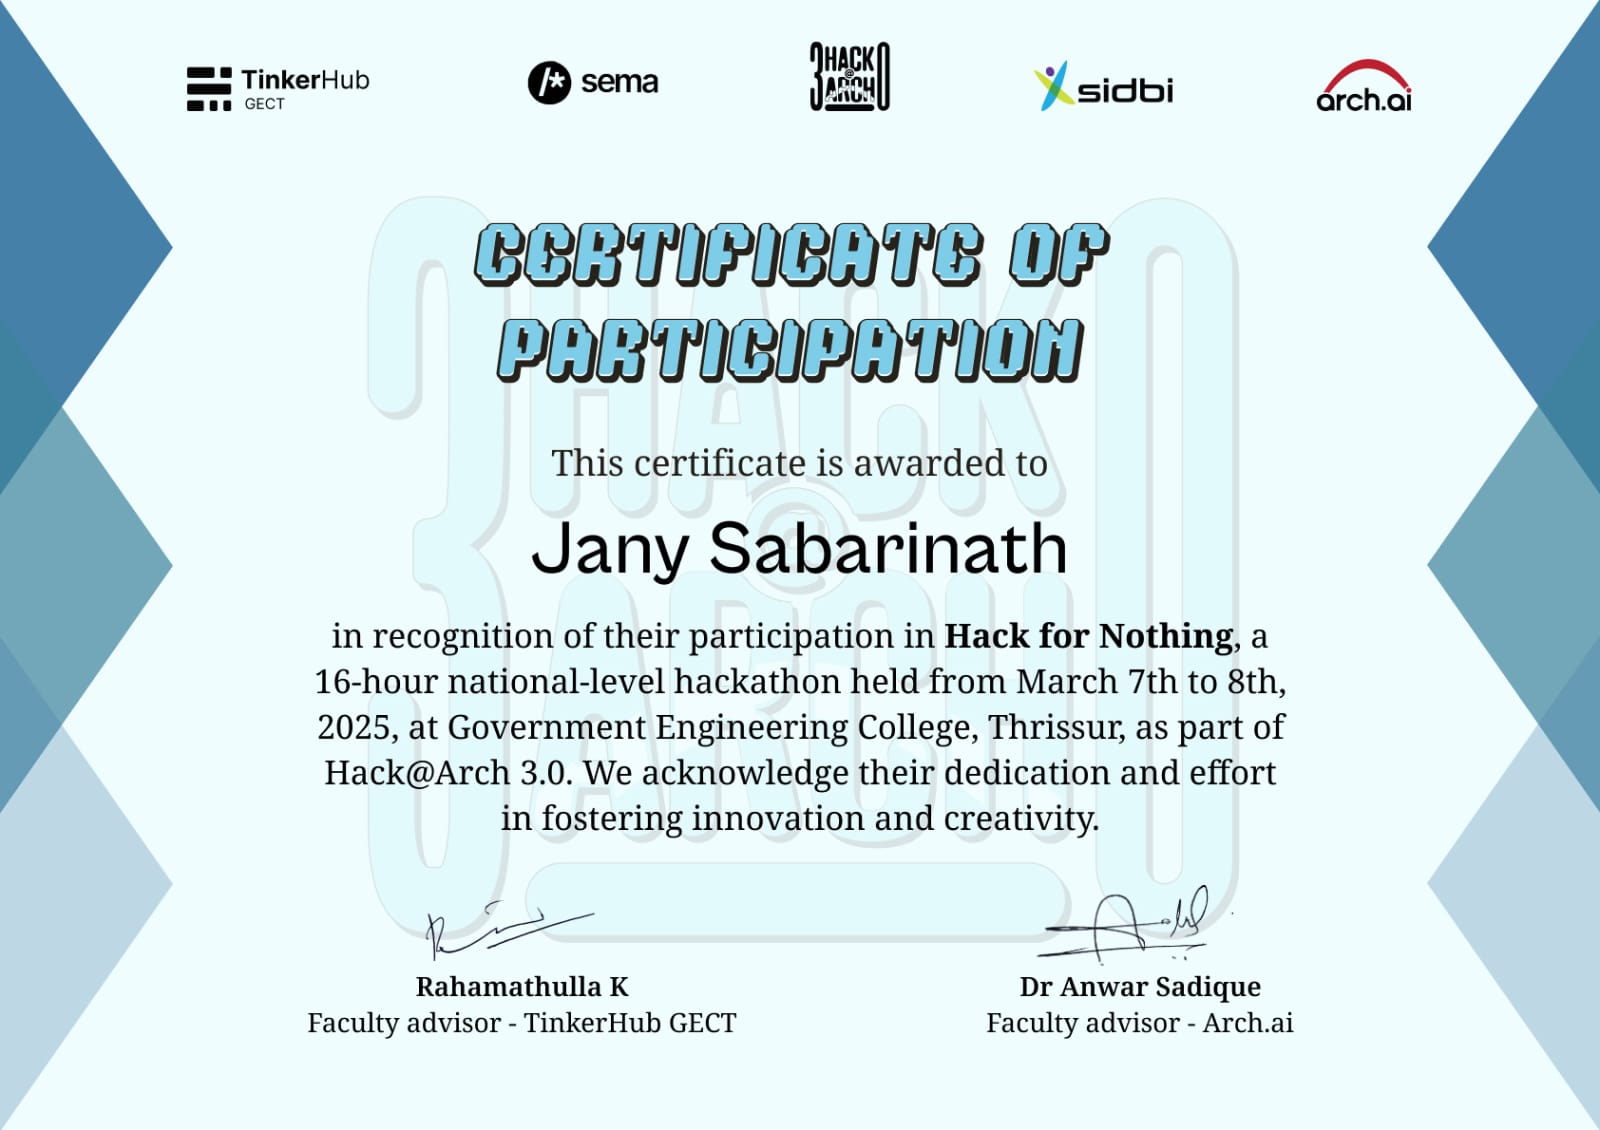 TinkerHub
GECT
/* sema
3 HACK 0
@
ARCH
sidbi
arch.ai
CERTIFICATE OF
PARTICIPATION
This certificate is awarded to
Jany Sabarinath
in recognition of their participation in Hack for Nothing, a
16-hour national-level hackathon held from March 7th to 8th,
2025, at Government Engineering College, Thrissur, as part of
Hack@Arch 3.0. We acknowledge their dedication and effort
in fostering innovation and creativity.
Rahamathulla K
Faculty advisor - TinkerHub GECT
Dr Anwar Sadique
Faculty advisor - Arch.ai